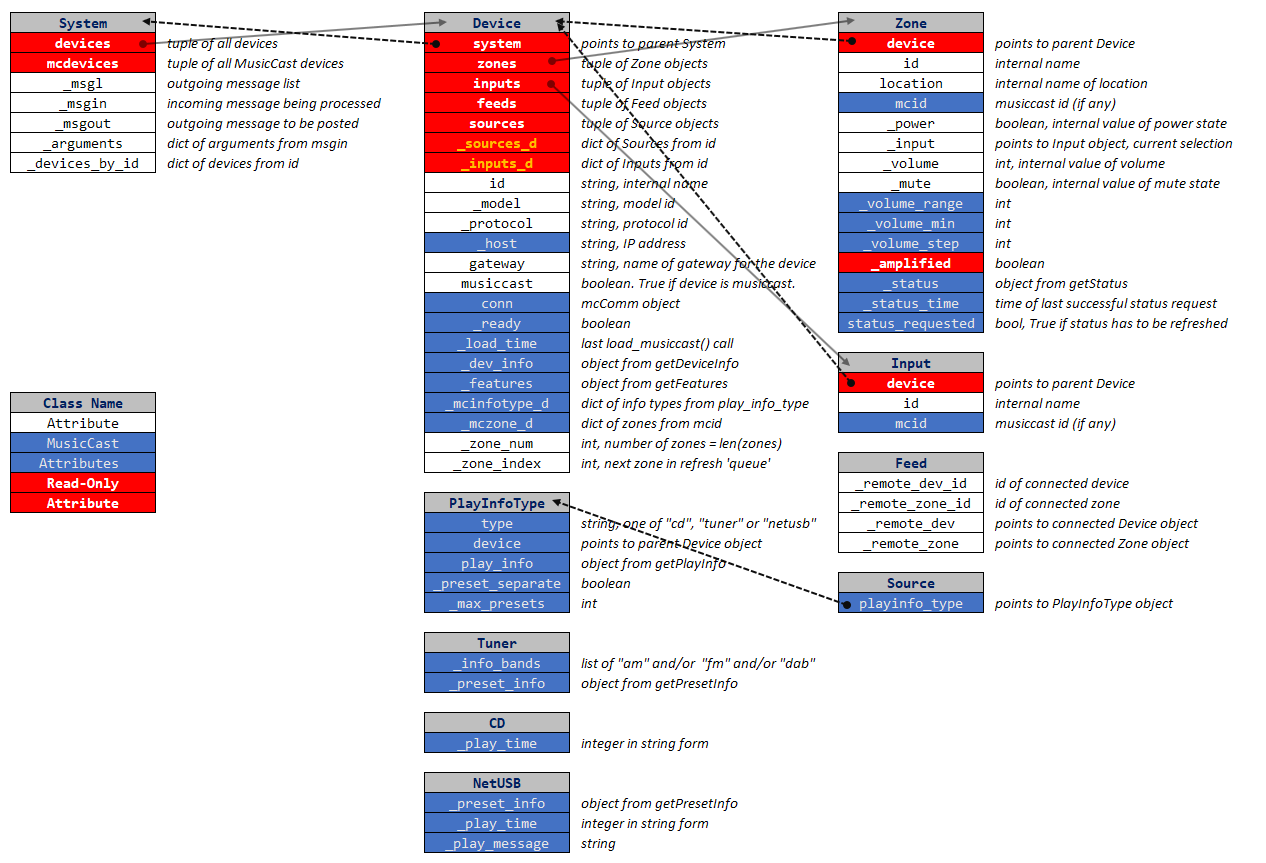 System
devices tuple of all devices
mcdevices tuple of all MusicCast devices
_msgl outgoing message list
_msgin incoming message being processed
_msgout outgoing message to be posted
_arguments dict of arguments from msgin
_devices_by_id dict of devices from id
Class Name
Attribute
MusicCast
Attributes
Read-Only
Attribute
Device
system points to parent System
zones tuple of Zone objects
inputs tuple of Input objects
feeds tuple of Feed objects
sources tuple of Source objects
_sources_d dict of Sources from id
_inputs_d dict of Inputs from id
id string, internal name
_model string, model id
_protocol string, protocol id
_host string, IP address
gateway string, name of gateway for the device
musiccast boolean. True if device is musiccast.
conn mcComm object
_ready boolean
_load_time last load_musiccast() call
_dev_info object from getDeviceInfo
_features object from getFeatures
_mcinfotype_d dict of info types from play_info_type
_mczone_d dict of zones from mcid
_zone_num int, number of zones = len(zones)
_zone_index int, next zone in refresh 'queue'
PlayInfoType
type string, one of "cd", "tuner" or "netusb"
device points to parent Device object
play_info object from getPlayInfo
_preset_separate boolean
_max_presets int
Tuner
_info_bands list of "am" and/or "fm" and/or "dab"
_preset_info object from getPresetInfo
CD
_play_time integer in string form
NetUSB
_preset_info object from getPresetInfo
_play_time integer in string form
_play_message string
Zone
device points to parent Device
id internal name
location internal name of location
mcid musiccast id (if any)
_power boolean, internal value of power state
_input points to Input object, current selection
_volume int, internal value of volume
_mute boolean, internal value of mute state
_volume_range int
_volume_min int
_volume_step int
_amplified boolean
_status object from getStatus
_status_time time of last successful status request
status_requested bool, True if status has to be refreshed
Input
device points to parent Device
id internal name
mcid musiccast id (if any)
Feed
_remote_dev_id id of connected device
_remote_zone_id id of connected zone
_remote_dev points to connected Device object
_remote_zone points to connected Zone object
Source
playinfo_type points to PlayInfoType object